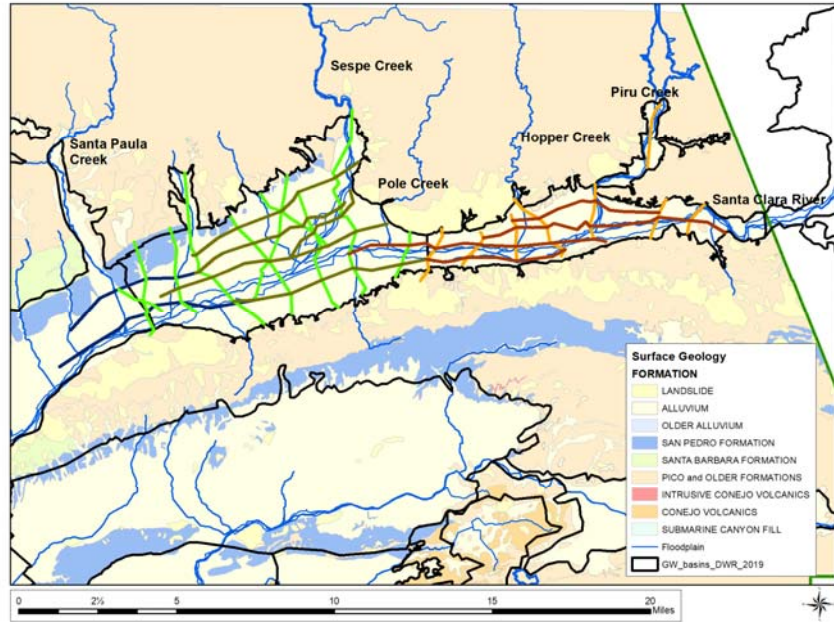 Sespe Creek
Piru Creek
Santa Paula
Creek
Hopper Creek
Pole Creek
Santa Clara River
Surface Geology
FORMATION
LANDSLIDE
ALLUVIUM
OLDER ALLUVIUM
SAN PEDRO FORMATION
SANTA BARBARA FORMATION
PICO and OLDER FORMATIONS
INTRUSIVE CONEJO VOLCANICS
CONEJO VOLCANICS
SUBMARINE CANYON FILL
Floodplain
GW_basins_DWR_2019
0 2½ 5 10 15 20
Miles